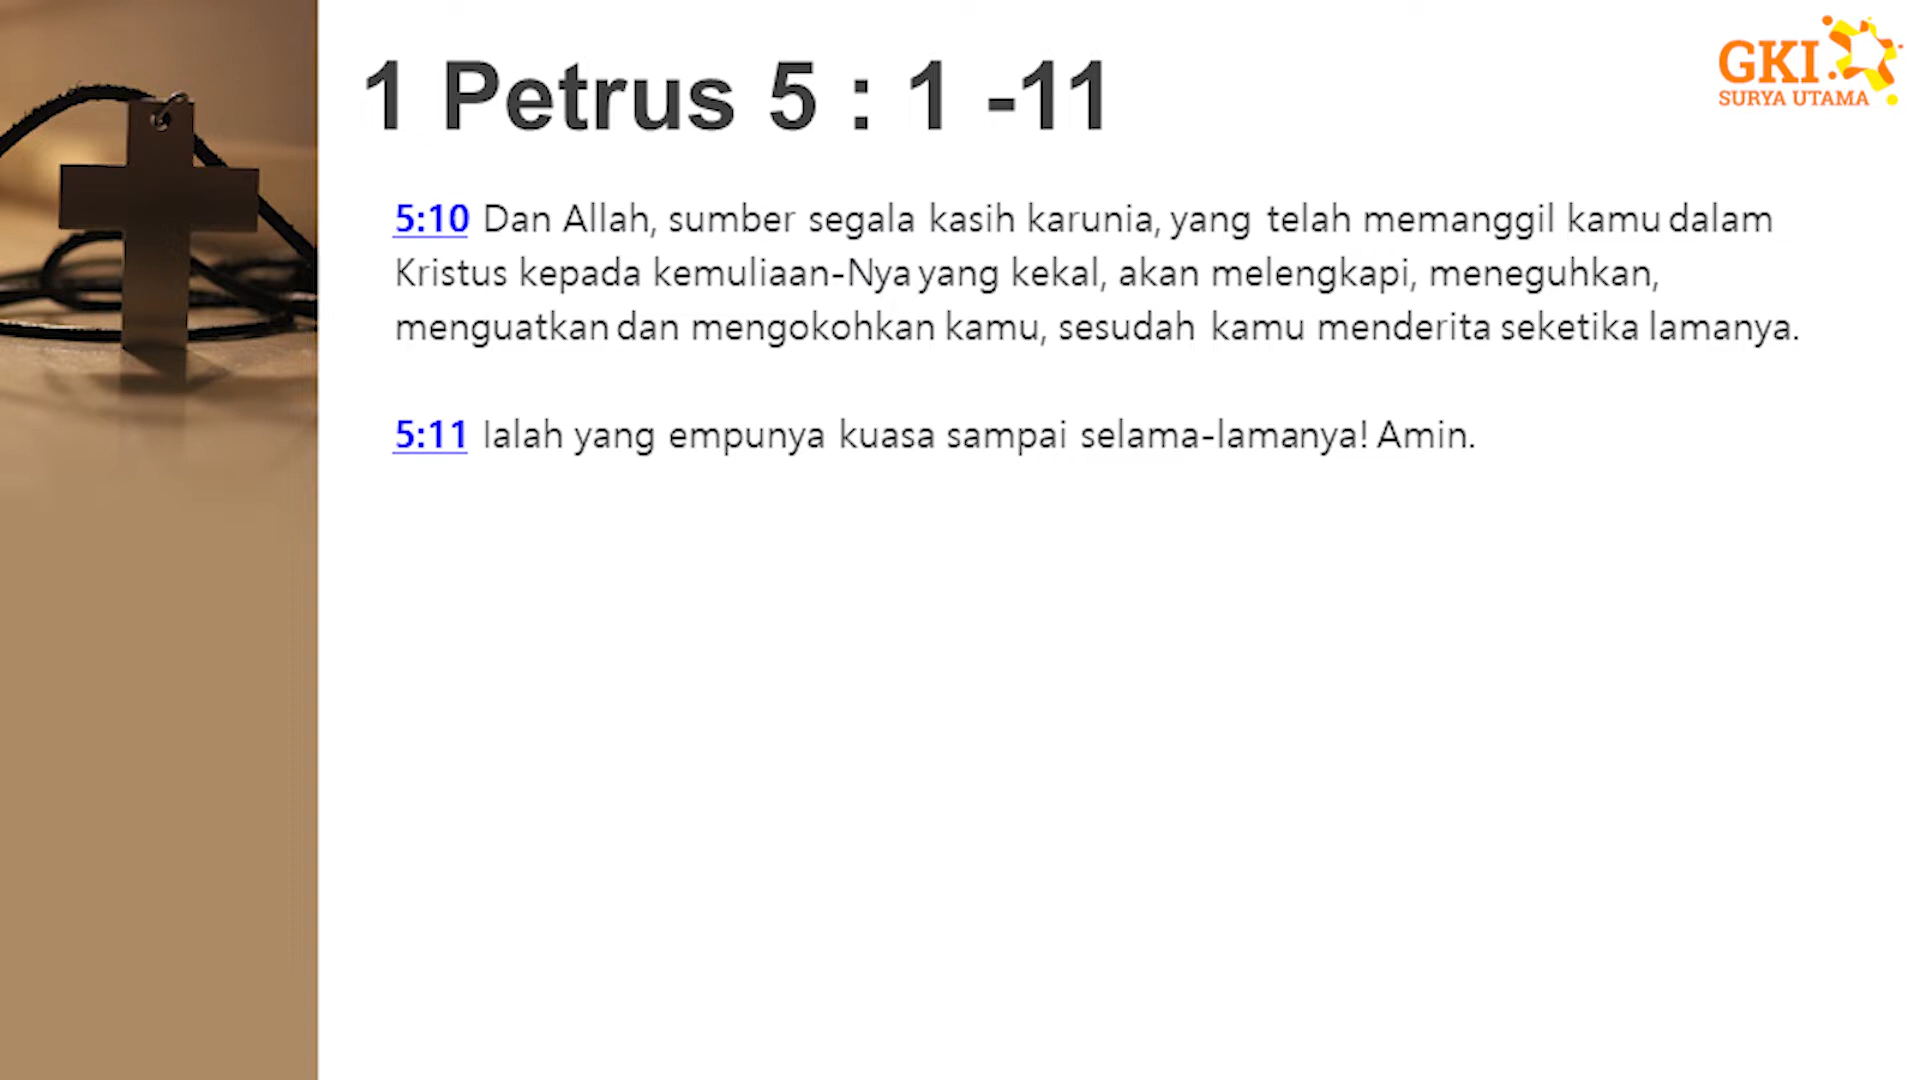 1 Petrus 5 : 1 -11
GKI
SURYA UTAMA
5:10 Dan Allah, sumber segala kasih karunia, yang telah memanggil kamu dalam
Kristus kepada kemuliaan-Nya yang kekal, akan melengkapi, meneguhkan,
menguatkan dan mengokohkan kamu, sesudah kamu menderita seketika lamanya.
5:11 Ialah yang empunya kuasa sampai selama-lamanya! Amin.